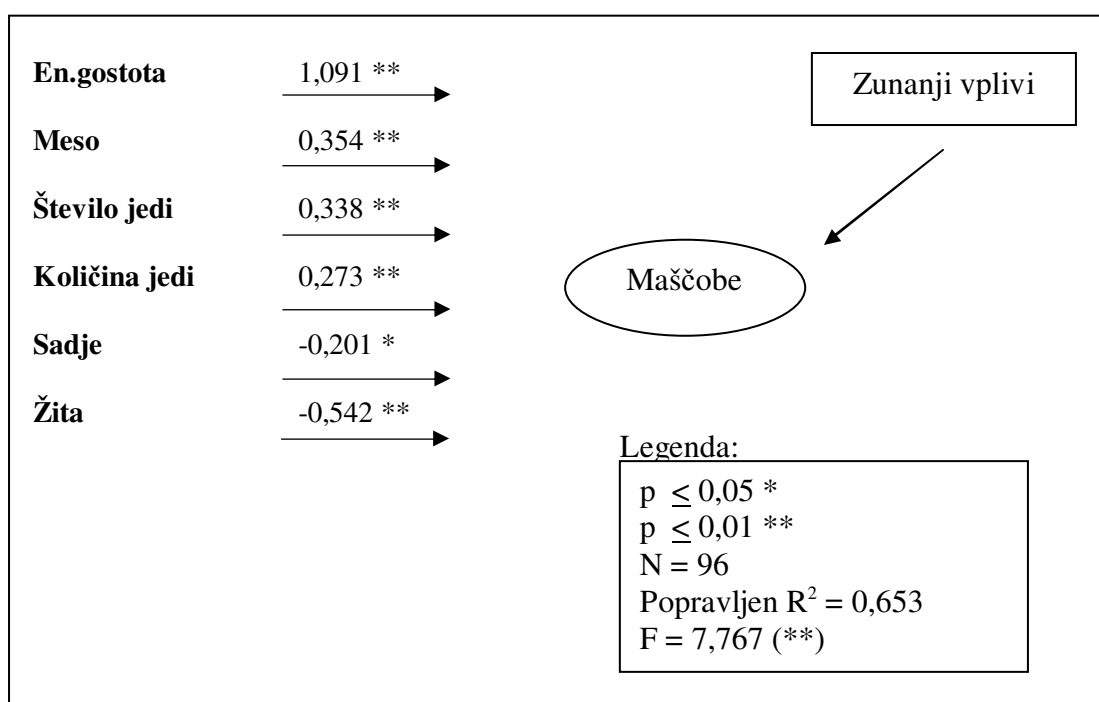 En.gostota 1,091 **
Zunanji vplivi
Meso 0,354 **
Število jedi 0,338 **
Količina jedi 0,273 **
Maščobe
Sadje -0,201 *
Žita -0,542 **
Legenda:
p ≤ 0,05 *
p ≤ 0,01 **
N = 96
Popravljen R² = 0,653
F = 7,767 (**)